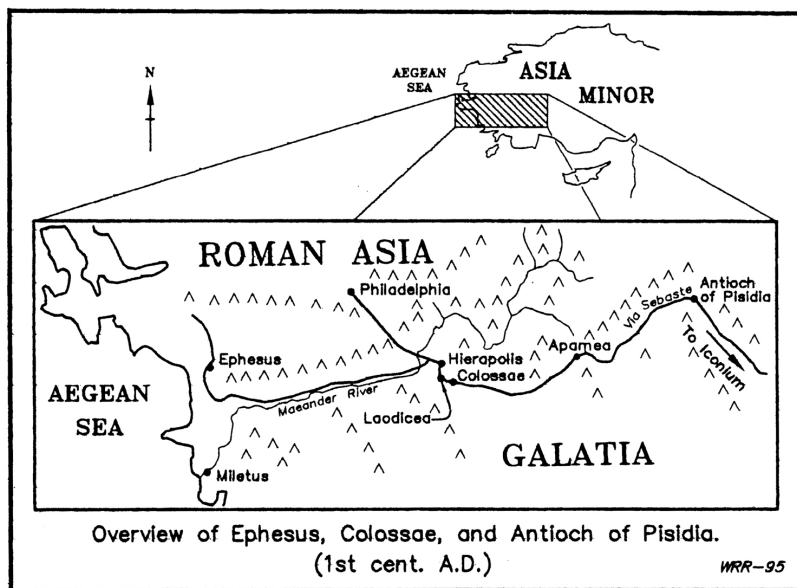 N
AEGEAN
SEA
ASIA
MINOR
ROMAN ASIA
Philadelphia
Antioch
of Pisidia
Via Sebaste
Ephesus
Hierapolis
Apamea
To Iconium
Colossae
AEGEAN
SEA
Maeander River
Laodicea
GALATIA
Miletus
Overview of Ephesus, Colossae, and Antioch of Pisidia.
(1st cent. A.D.)
WRR-95